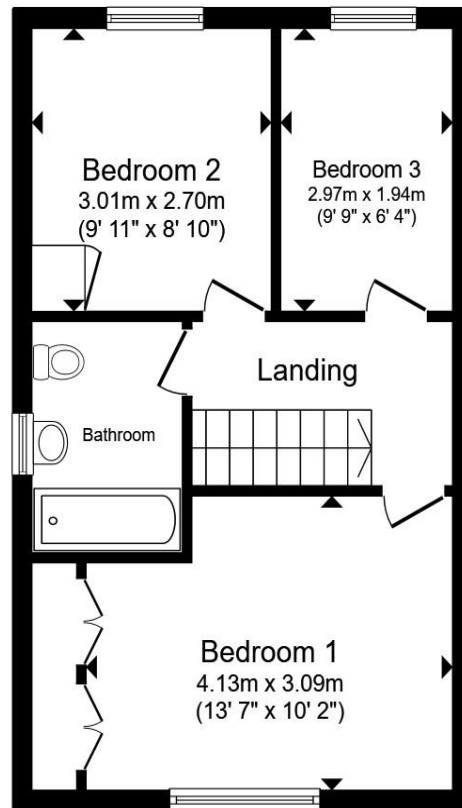 Bedroom 2
3.01m x 2.70m
(9' 11" x 8' 10")
Bedroom 3
2.97m x 1.94m
(9' 9" x 6' 4")
Landing
Bathroom
Bedroom 1
4.13m x 3.09m
(13' 7" x 10' 2")